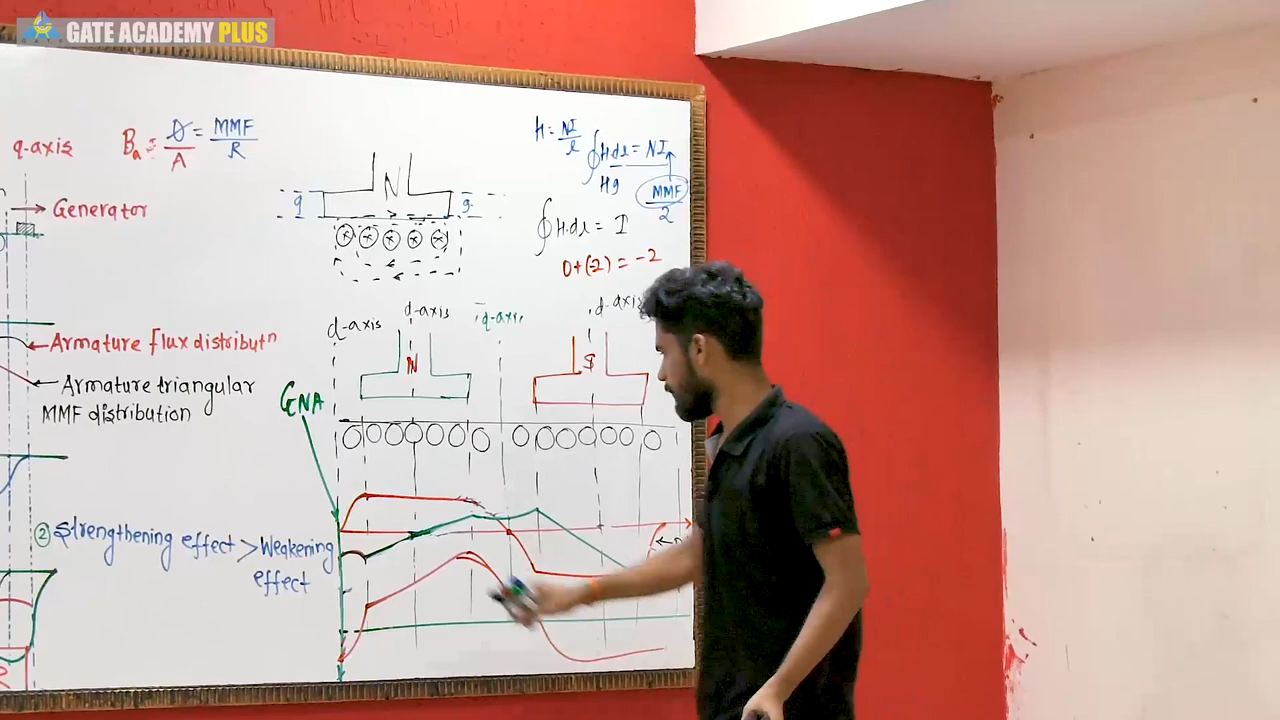 GATE ACADEMY PLUS
q-axis
Ba = Ø/A = MMF/R
Generator
N
q
g
H = NI/l
∮H.dl = NI
Hg
MMF/2
∮H.dl = I
0+(-2) = -2
d-axis
d-axis
q-axis
d-axis
N
S
Armature flux distributn
Armature triangular
MMF distribution
GNA
② Strengthening effect > Weakening
effect